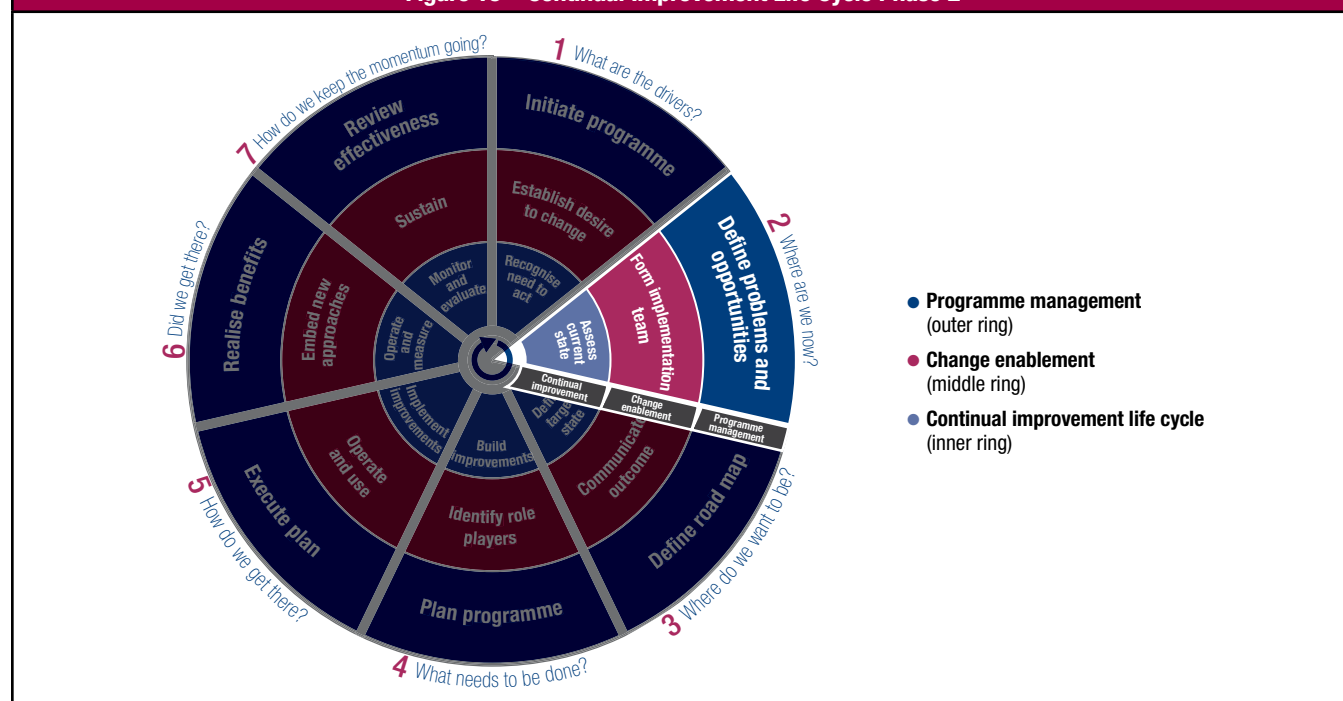 1 What are the drivers?
Initiate programme
Establish desire
to change
Recognise
need to
act
2 Where are we now?
Define problems and
opportunities
Form implementation
team
Assess
current
state
Continual
improvement
Change
enablement
Programme
management
3 Where do we want to be?
Define road map
Communicate
outcome
target
state
4 What needs to be done?
Plan programme
Identify role
players
Build
improvements
5 How do we get there?
Execute plan
Operate
and use
Implement
improvements
6 Did we get there?
Realise benefits
Embed new
approaches
Operate
and
measure
7 How do we keep the momentum going?
Review
effectiveness
Sustain
Monitor
and
evaluate
Programme management
(outer ring)
Change enablement
(middle ring)
Continual improvement life cycle
(inner ring)